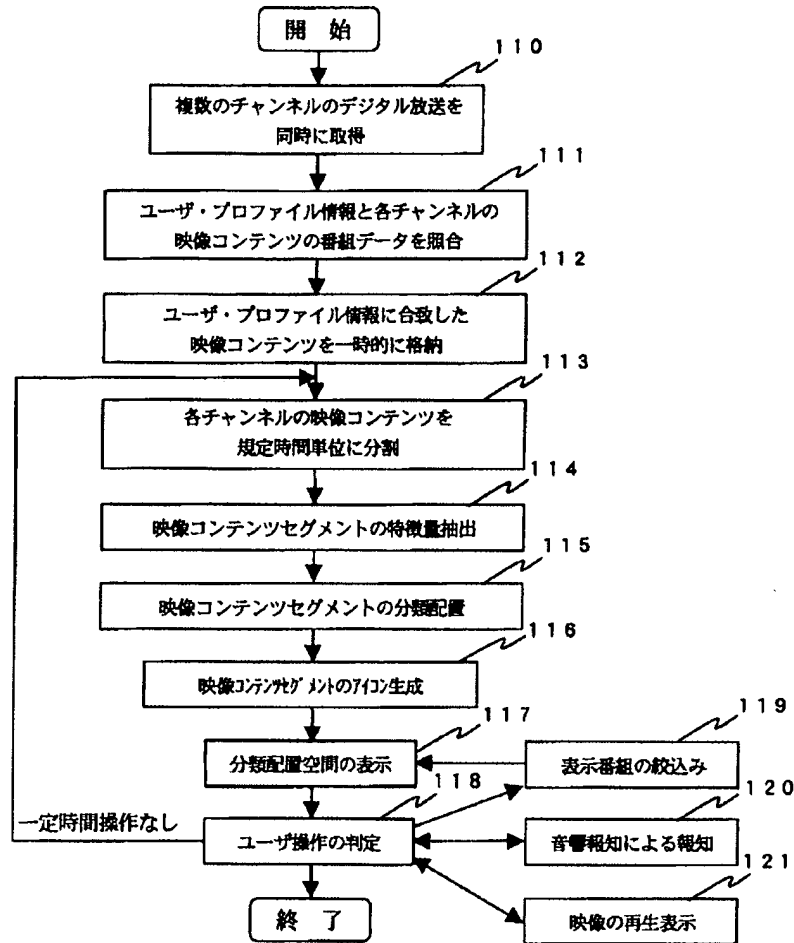 開 始
110
複数のチャンネルのデジタル放送を
同時に取得
111
ユーザ・プロファイル情報と各チャンネルの
映像コンテンツの番組データを照合
112
ユーザ・プロファイル情報に合致した
映像コンテンツを一時的に格納
113
各チャンネルの映像コンテンツを
規定時間単位に分割
114
映像コンテンツセグメントの特徴量抽出
115
映像コンテンツセグメントの分類配置
116
映像ｺﾝﾃﾝﾂｾｸﾞﾒﾝﾄのｱｲｺﾝ生成
117
分類配置空間の表示
119
表示番組の絞込み
118
一定時間操作なし
ユーザ操作の判定
120
音響報知による報知
121
映像の再生表示
終 了